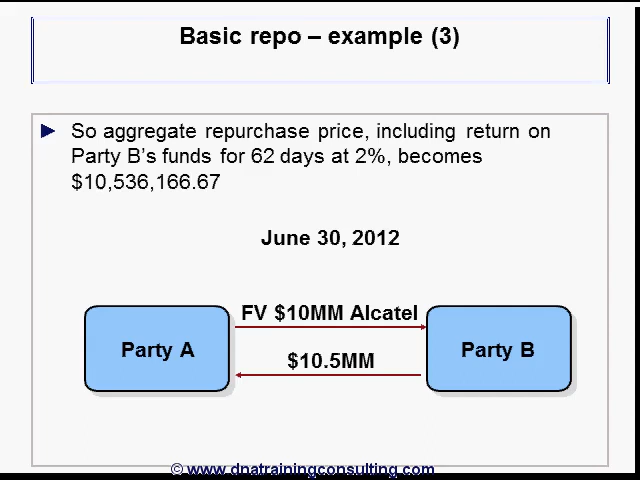 Basic repo – example (3)
► So aggregate repurchase price, including return on
Party B's funds for 62 days at 2%, becomes
$10,536,166.67
June 30, 2012
FV $10MM Alcatel
Party A
Party B
$10.5MM
© www.dnatrainingconsulting.com